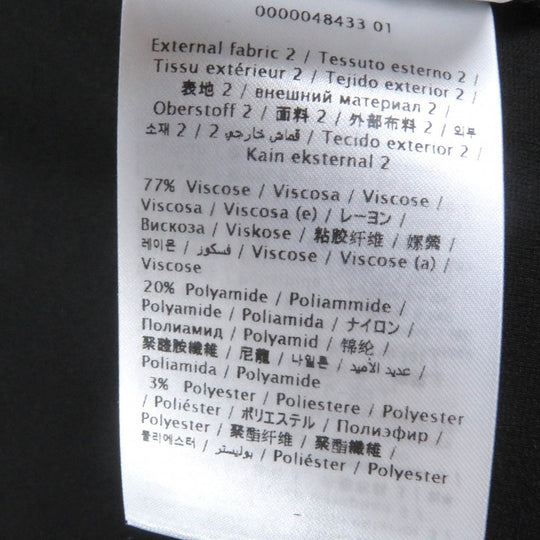 0000048433 01
External fabric 2 / Tessuto esterno 2 /
Tissu extérieur 2 / Tejido exterior 2 /
表地 2 / внешний материал 2 /
Oberstoff 2 / 面料 2 / 外部布料 2 / 외부
소재 2 / قماش خارجي 2 / Tecido exterior 2 /
Kain eksternal 2
77% Viscose / Viscosa / Viscose /
Viscosa / Viscosa (e) / レーヨン /
Вискоза / Viskose / 粘胶纤维 / 嫘縈 /
레이온 / فسكوز / Viscose / Viscose (a) /
Viscose
20% Polyamide / Poliammide /
Polyamide / Poliamida / ナイロン /
Полиамид / Polyamid / 锦纶 /
聚醯胺纖維 / 尼龍 / 나일론 / عديد الأميد /
Poliamida / Polyamide
3% Polyester / Poliestere / Polyester
/ Poliéster / ポリエステル / Полиэфир /
Polyester / 聚酯纤维 / 聚酯纖維 /
폴리에스터 / بوليستر / Poliéster / Polyester